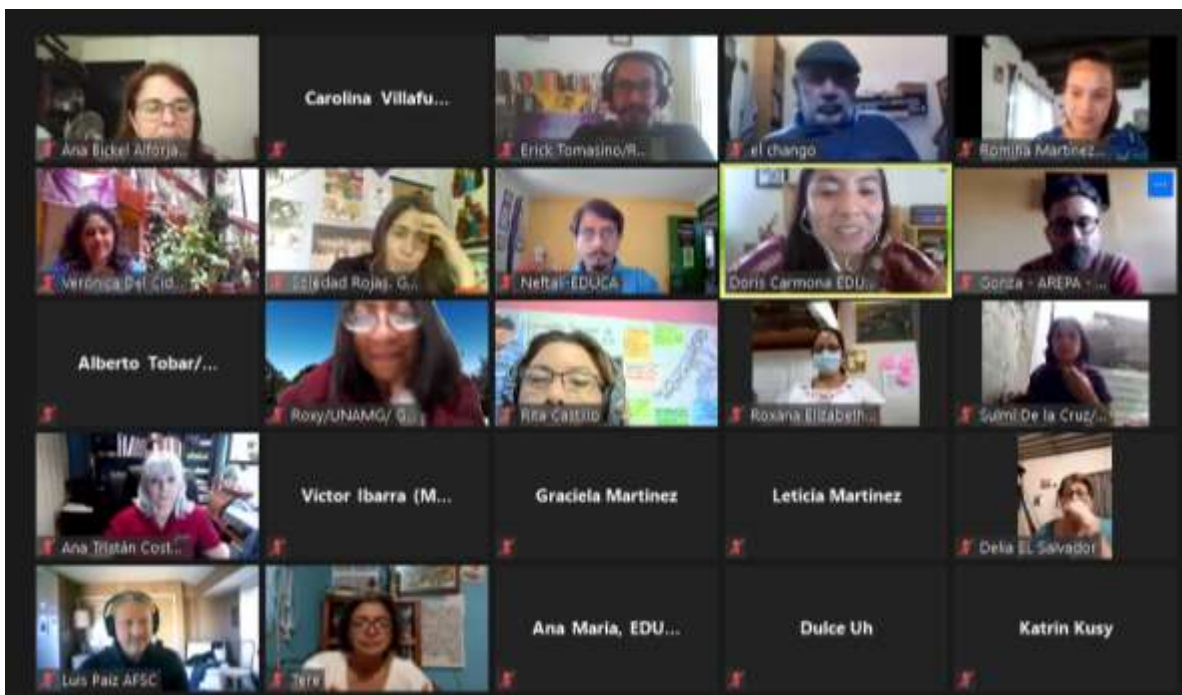 Ana Bickel Alforja...
Carolina Villafu...
Erick Tomasino/R...
el chango
Romina Martinez...
Verónica Del Cid...
Soledad Rojas. G...
Neftalí-EDUCA
Doris Carmona EDU...
Gonza - AREPA - ...
Alberto Tobar/...
Roxy/UNAMG/ G...
Rita Castillo
Roxana Elizabeth...
Sulmi De la Cruz/...
Ana Tristán Cost...
Victor Ibarra (M...
Graciela Martinez
Leticia Martinez
Delia EL Salvador
Luis Paiz AFSC
Tere
Ana Maria, EDU...
Dulce Uh
Katrin Kusy